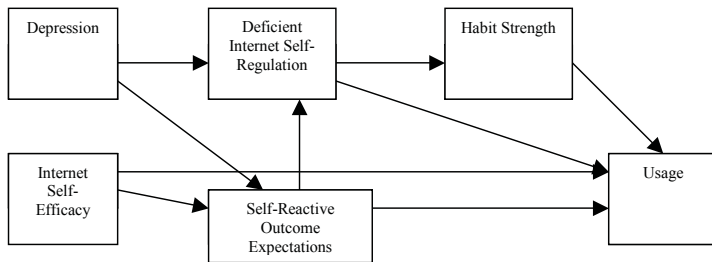 Depression
Deficient
Internet Self-
Regulation
Habit Strength
Internet
Self-
Efficacy
Self-Reactive
Outcome
Expectations
Usage